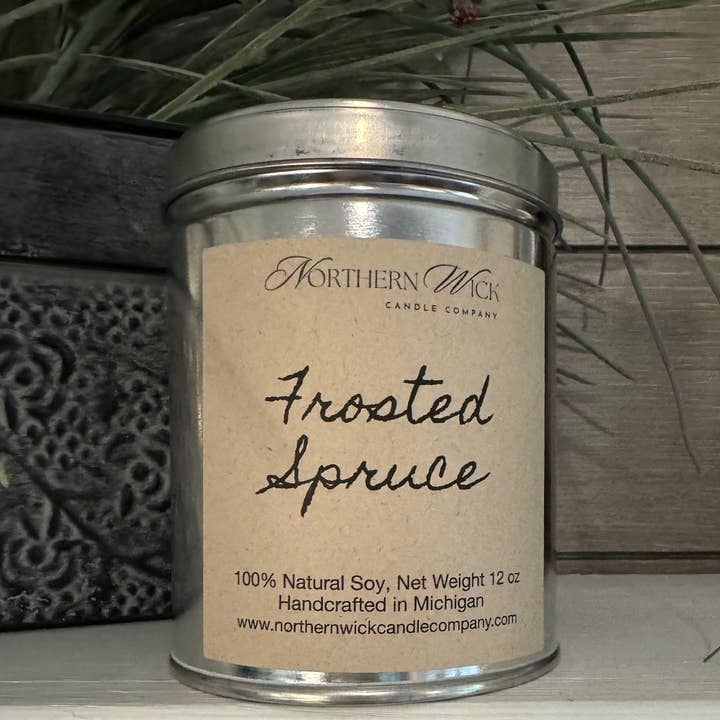 Northern Wick
CANDLE COMPANY
Frosted
Spruce
100% Natural Soy, Net Weight 12 oz
Handcrafted in Michigan
www.northernwickcandlecompany.com